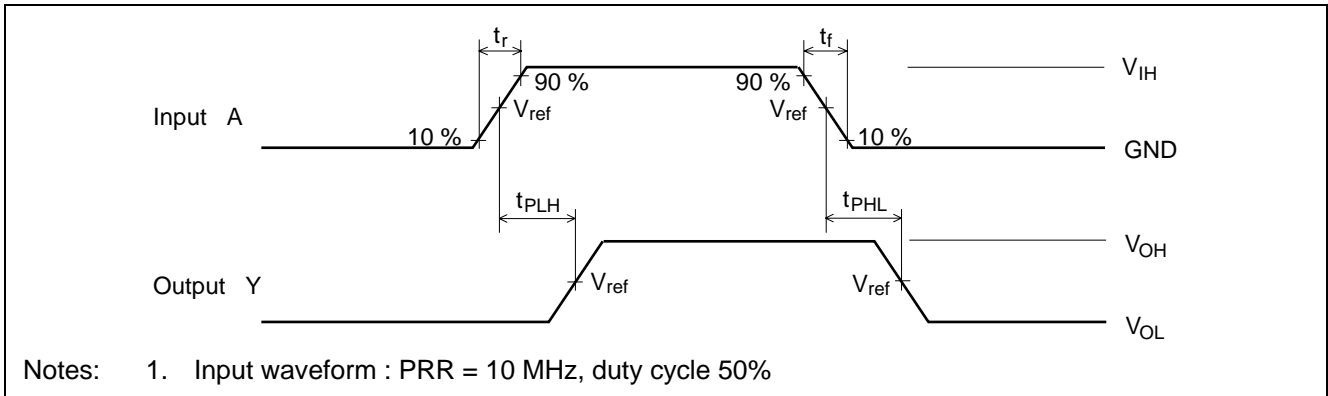 tr tf
90 % 90 % VIH
Input A Vref Vref
10 % 10 % GND
tPLH tPHL
VOH
Output Y Vref Vref
VOL
Notes: 1. Input waveform : PRR = 10 MHz, duty cycle 50%